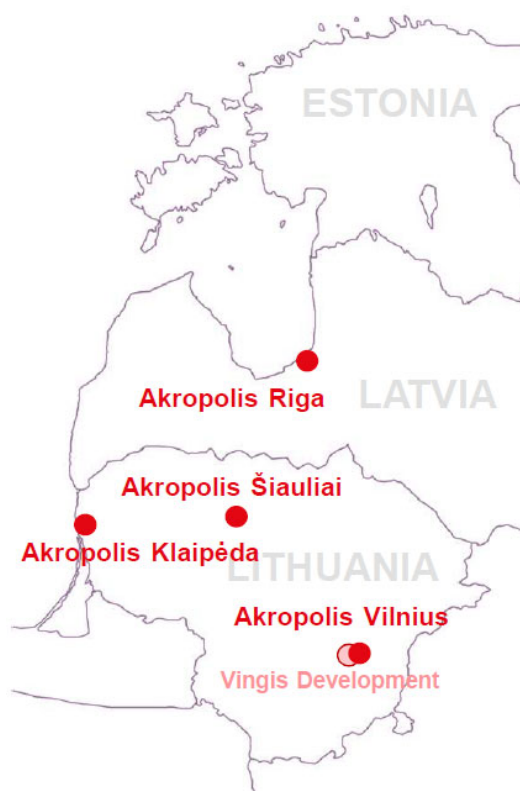 ESTONIA
Akropolis Riga
LATVIA
Akropolis Šiauliai
Akropolis Klaipėda
LITHUANIA
Akropolis Vilnius
Vingis Development